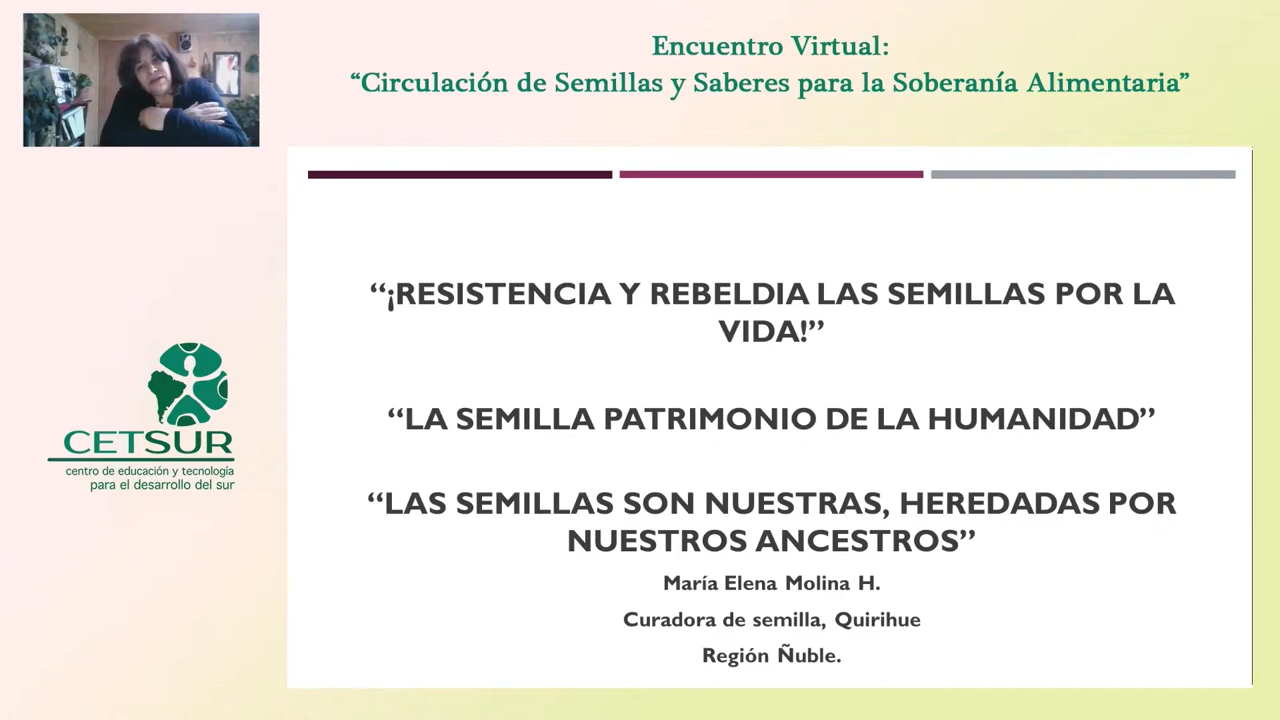 Encuentro Virtual:
“Circulación de Semillas y Saberes para la Soberanía Alimentaria”
“¡RESISTENCIA Y REBELDIA LAS SEMILLAS POR LA
VIDA!”
“LA SEMILLA PATRIMONIO DE LA HUMANIDAD”
“LAS SEMILLAS SON NUESTRAS, HEREDADAS POR
NUESTROS ANCESTROS”
María Elena Molina H.
Curadora de semilla, Quirihue
Región Ñuble.
CETSUR
centro de educación y tecnología
para el desarrollo del sur